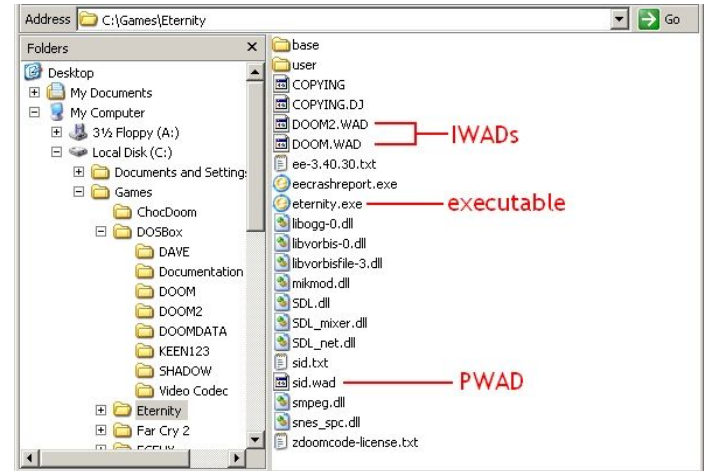 Address C:\Games\Eternity Go
Folders x
Desktop
My Documents
My Computer
3½ Floppy (A:)
Local Disk (C:)
Documents and Setting
Games
ChocDoom
DOSBox
DAVE
Documentation
DOOM
DOOM2
DOOMDATA
KEEN123
SHADOW
Video Codec
Eternity
Far Cry 2
base
user
COPYING
COPYING.DJ
DOOM2.WAD
DOOM.WAD
IWADs
ee-3.40.30.txt
eecrashreport.exe
eternity.exe executable
libogg-0.dll
libvorbis-0.dll
libvorbisfile-3.dll
mikmod.dll
SDL.dll
SDL_mixer.dll
SDL_net.dll
sid.txt
sid.wad PWAD
smpeg.dll
snes_spc.dll
zdoomcode-license.txt